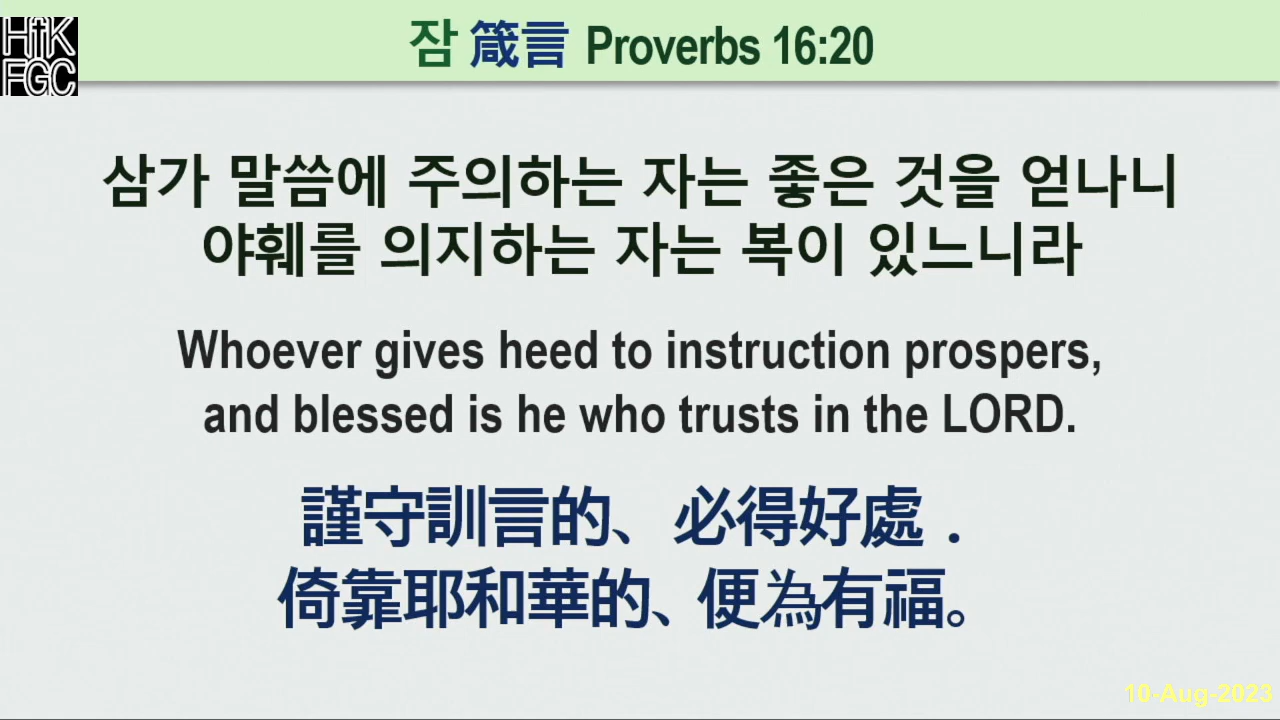 HfK
FGC
잠 箴言 Proverbs 16:20
삼가 말씀에 주의하는 자는 좋은 것을 얻나니
야훼를 의지하는 자는 복이 있느니라
Whoever gives heed to instruction prospers,
and blessed is he who trusts in the LORD.
謹守訓言的、必得好處．
倚靠耶和華的、便為有福。
10-Aug-2023